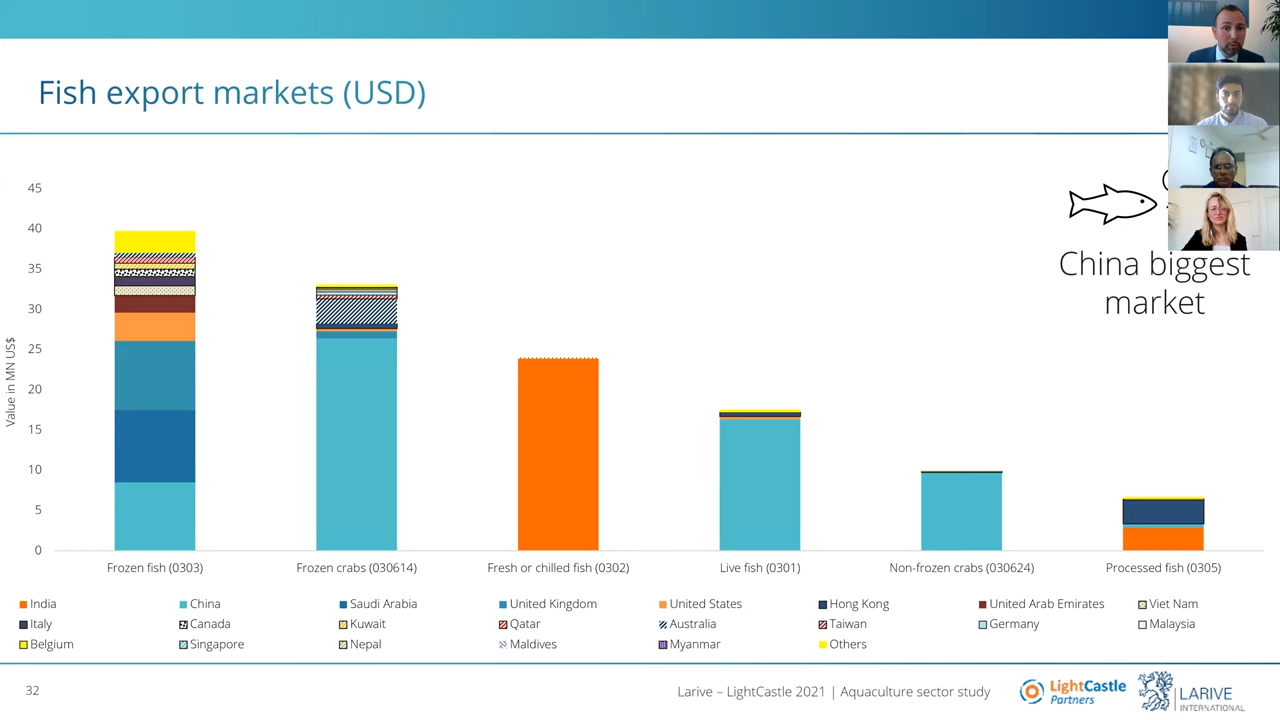 Fish export markets (USD)
China biggest
market
Value in MN US$
45
40
35
30
25
20
15
10
5
0
Frozen fish (0303) Frozen crabs (030614) Fresh or chilled fish (0302) Live fish (0301) Non-frozen crabs (030624) Processed fish (0305)
India China Saudi Arabia United Kingdom United States Hong Kong United Arab Emirates Viet Nam
Italy Canada Kuwait Qatar Australia Taiwan Germany Malaysia
Belgium Singapore Nepal Maldives Myanmar Others
32
Larive – LightCastle 2021 | Aquaculture sector study
LightCastle
Partners
LARIVE
INTERNATIONAL